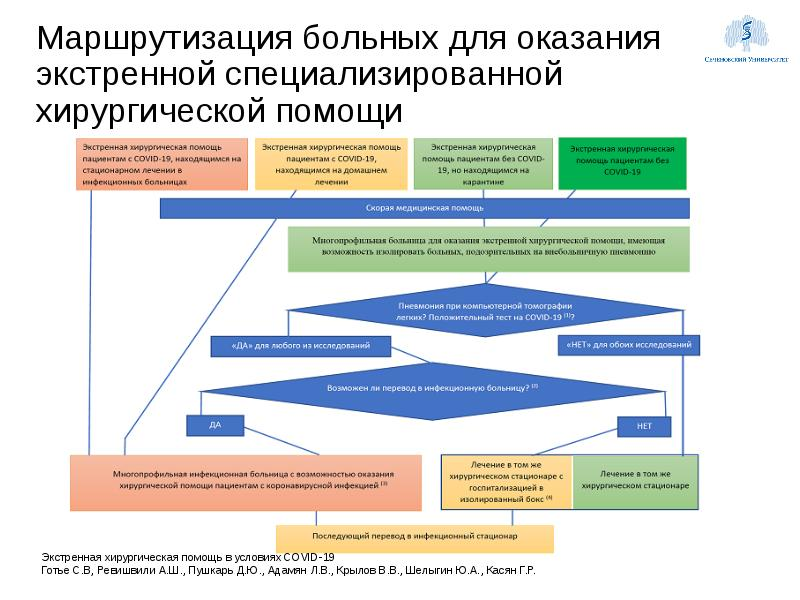 Маршрутизация больных для оказания
экстренной специализированной
хирургической помощи
Сеченовский Университет
Экстренная хирургическая помощь
пациентам с COVID-19, находящимся на
стационарном лечении в
инфекционных больницах
Экстренная хирургическая помощь
пациентам с COVID-19,
находящимся на домашнем
лечении
Экстренная хирургическая
помощь пациентам без COVID-
19, но находящимся на
карантине
Экстренная хирургическая
помощь пациентам без
COVID-19
Скорая медицинская помощь
Многопрофильная больница для оказания экстренной хирургической помощи, имеющая
возможность изолировать больных, подозрительных на внебольничную пневмонию
Пневмония при компьютерной томографии
легких? Положительный тест на COVID-19 (1)?
«ДА» для любого из исследований
«НЕТ» для обоих исследований
Возможен ли перевод в инфекционную больницу? (2)
ДА
НЕТ
Многопрофильная инфекционная больница с возможностью оказания
хирургической помощи пациентам с коронавирусной инфекцией (3)
Лечение в том же
хирургическом стационаре с
госпитализацией в
изолированный бокс (4)
Лечение в том же
хирургическом стационаре
Последующий перевод в инфекционный стационар
Экстренная хирургическая помощь в условиях COVID-19
Готье С.В, Ревишвили А.Ш., Пушкарь Д.Ю., Адамян Л.В., Крылов В.В., Шелыгин Ю.А., Касян Г.Р.